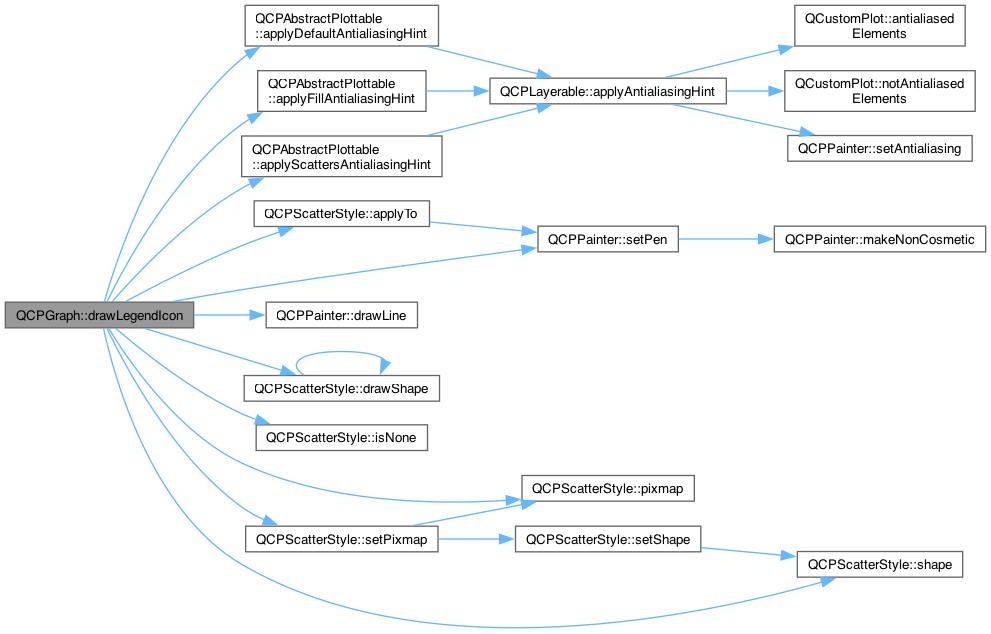 QCPAbstractPlottable
::applyDefaultAntialiasingHint
QCustomPlot::antialiased
Elements
QCPAbstractPlottable
::applyFillAntialiasingHint
QCPLayerable::applyAntialiasingHint
QCustomPlot::notAntialiased
Elements
QCPAbstractPlottable
::applyScattersAntialiasingHint
QCPPainter::setAntialiasing
QCPScatterStyle::applyTo
QCPPainter::setPen
QCPPainter::makeNonCosmetic
QCPGraph::drawLegendIcon
QCPPainter::drawLine
QCPScatterStyle::drawShape
QCPScatterStyle::isNone
QCPScatterStyle::pixmap
QCPScatterStyle::setPixmap
QCPScatterStyle::setShape
QCPScatterStyle::shape